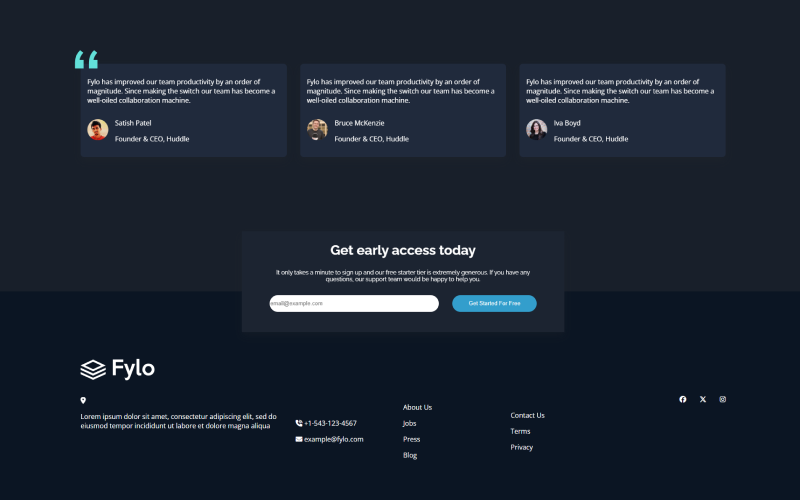 Fylo has improved our team productivity by an order of
magnitude. Since making the switch our team has become a
well-oiled collaboration machine.
Satish Patel
Founder & CEO, Huddle
Fylo has improved our team productivity by an order of
magnitude. Since making the switch our team has become a
well-oiled collaboration machine.
Bruce McKenzie
Founder & CEO, Huddle
Fylo has improved our team productivity by an order of
magnitude. Since making the switch our team has become a
well-oiled collaboration machine.
Iva Boyd
Founder & CEO, Huddle
Get early access today
It only takes a minute to sign up and our free starter tier is extremely generous. If you have any
questions, our support team would be happy to help you.
email@example.com
Get Started For Free
Fylo
Lorem ipsum dolor sit amet, consectetur adipiscing elit, sed do
eiusmod tempor incididunt ut labore et dolore magna aliqua
+1-543-123-4567
example@fylo.com
About Us
Jobs
Press
Blog
Contact Us
Terms
Privacy